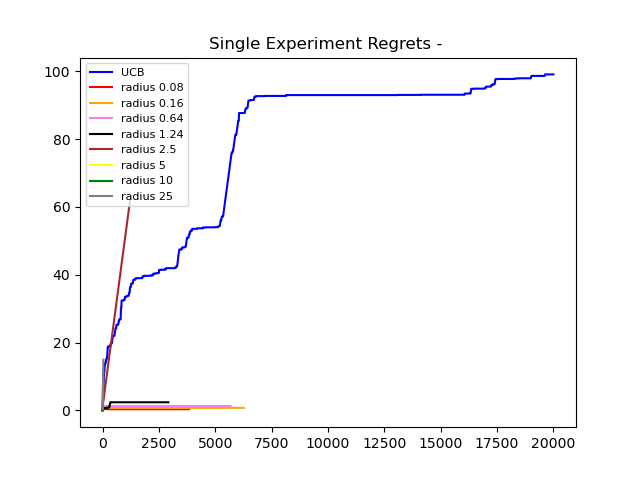 Single Experiment Regrets -
100
80
60
40
20
0
UCB
radius 0.08
radius 0.16
radius 0.64
radius 1.24
radius 2.5
radius 5
radius 10
radius 25
0 2500 5000 7500 10000 12500 15000 17500 20000